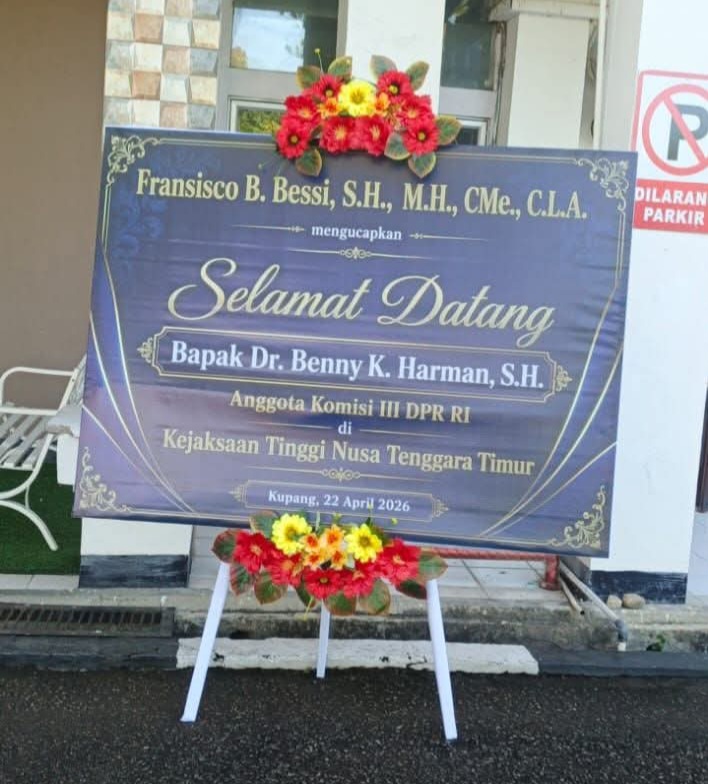 Fransisco B. Bessi, S.H., M.H., CMe., C.L.A.
mengucapkan
Selamat Datang
Bapak Dr. Benny K. Harman, S.H.
Anggota Komisi III DPR RI
di
Kejaksaan Tinggi Nusa Tenggara Timur
Kupang, 22 April 2026
P
DILARAN
PARKIR